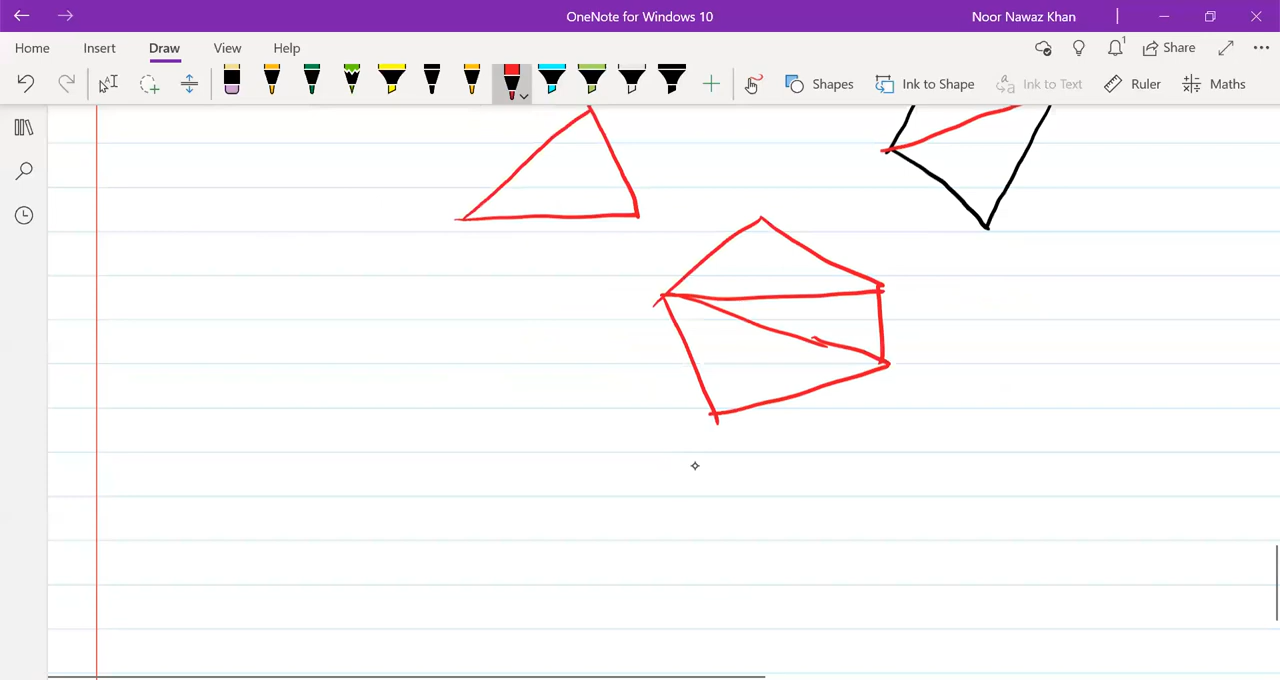 OneNote for Windows 10
Noor Nawaz Khan
Home Insert Draw View Help
1
Share
Shapes
Ink to Shape
Ink to Text
Ruler
Maths